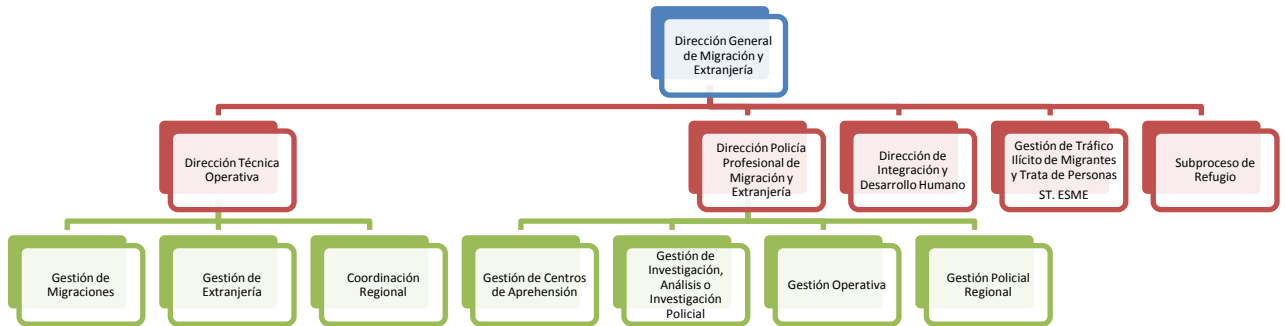 Dirección General
de Migración y
Extranjería
Dirección Técnica
Operativa
Dirección Policía
Profesional de
Migración y
Extranjería
Dirección de
Integración y
Desarrollo Humano
Gestión de Tráfico
Ilícito de Migrantes
y Trata de Personas
ST. ESME
Subproceso de
Refugio
Gestión de
Migraciones
Gestión de
Extranjería
Coordinación
Regional
Gestión de Centros
de Aprehensión
Gestión de
Investigación,
Análisis o
Investigación
Policial
Gestión Operativa
Gestión Policial
Regional